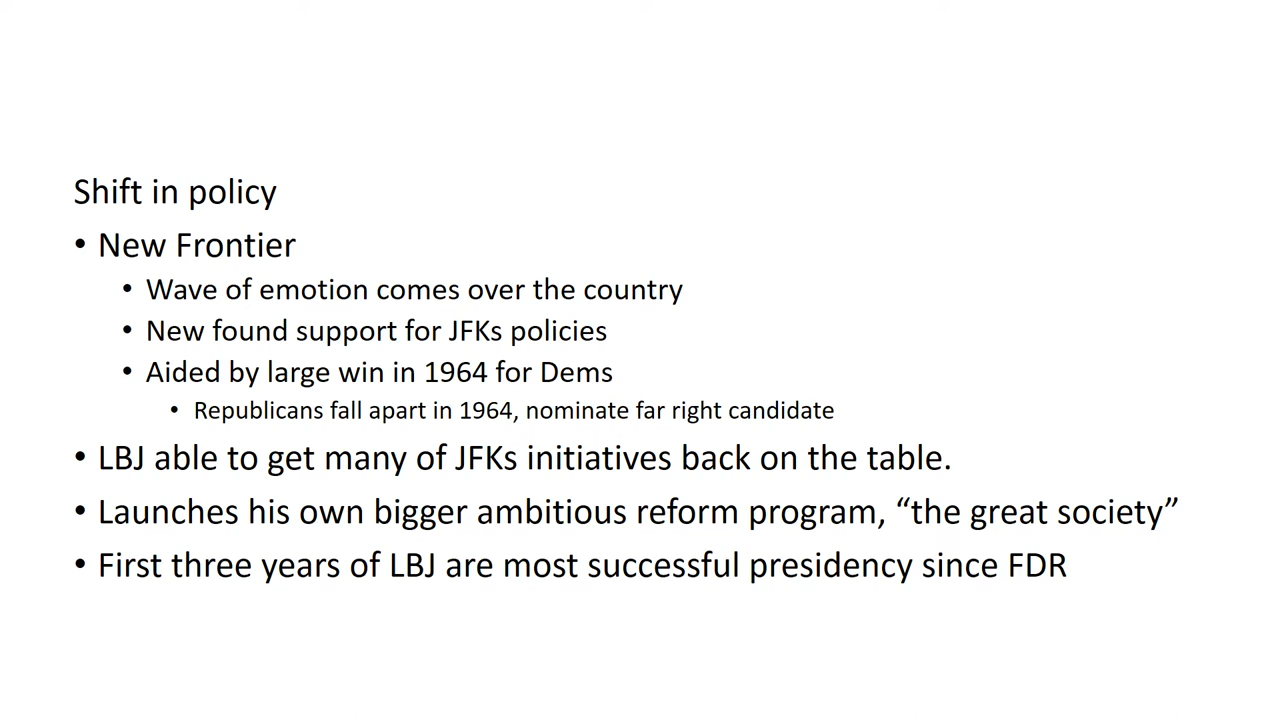 Shift in policy
• New Frontier
• Wave of emotion comes over the country
• New found support for JFKs policies
• Aided by large win in 1964 for Dems
• Republicans fall apart in 1964, nominate far right candidate
• LBJ able to get many of JFKs initiatives back on the table.
• Launches his own bigger ambitious reform program, “the great society”
• First three years of LBJ are most successful presidency since FDR